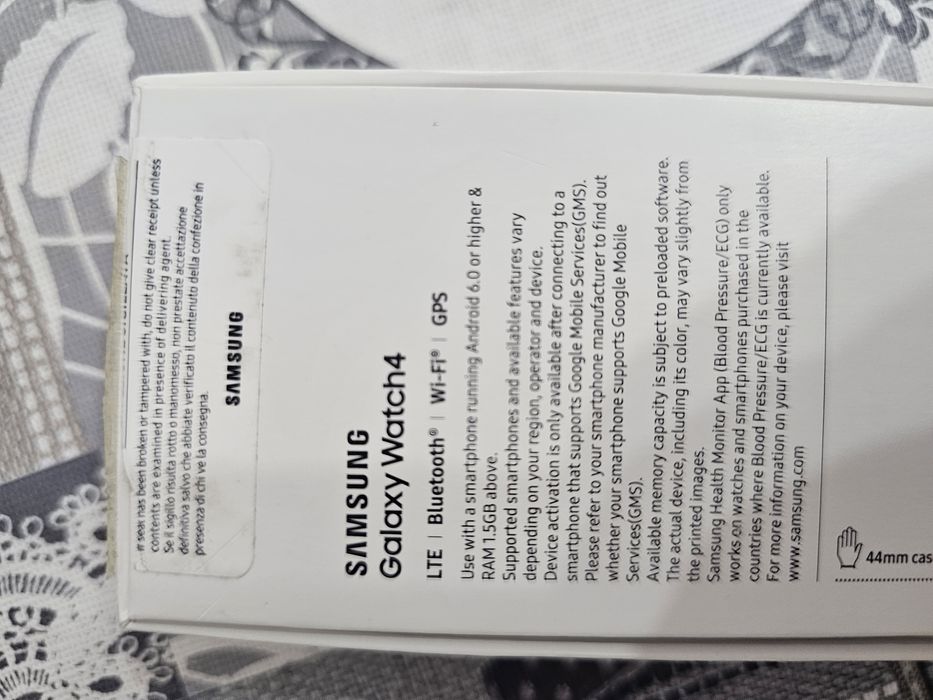 If seal has been broken or tampered with, do not give clear receipt unless
contents are examined in presence of delivering agent.
Se il sigillo risulta rotto o manomesso, non prestate accettazione
definitiva salvo che abbiate verificato il contenuto della confezione in
presenza di chi ve la consegna.
SAMSUNG
SAMSUNG
Galaxy Watch4
LTE | Bluetooth® | Wi-Fi® | GPS
Use with a smartphone running Android 6.0 or higher &
RAM 1.5GB above.
Supported smartphones and available features vary
depending on your region, operator and device.
Device activation is only available after connecting to a
smartphone that supports Google Mobile Services(GMS).
Please refer to your smartphone manufacturer to find out
whether your smartphone supports Google Mobile
Services(GMS).
Available memory capacity is subject to preloaded software.
The actual device, including its color, may vary slightly from
the printed images.
Samsung Health Monitor App (Blood Pressure/ECG) only
works on watches and smartphones purchased in the
countries where Blood Pressure/ECG is currently available.
For more information on your device, please visit
www.samsung.com
44mm cas